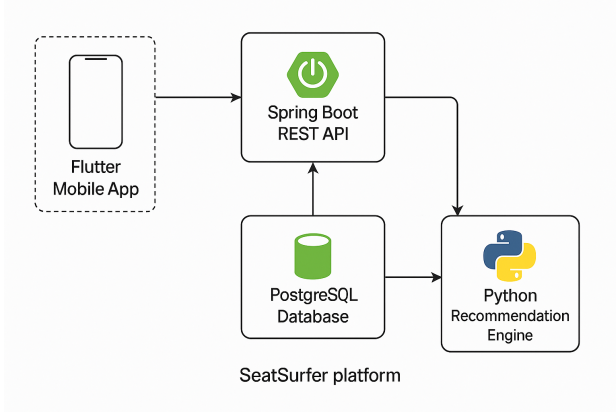 Flutter
Mobile App
Spring Boot
REST API
PostgreSQL
Database
Python
Recommendation
Engine
SeatSurfer platform